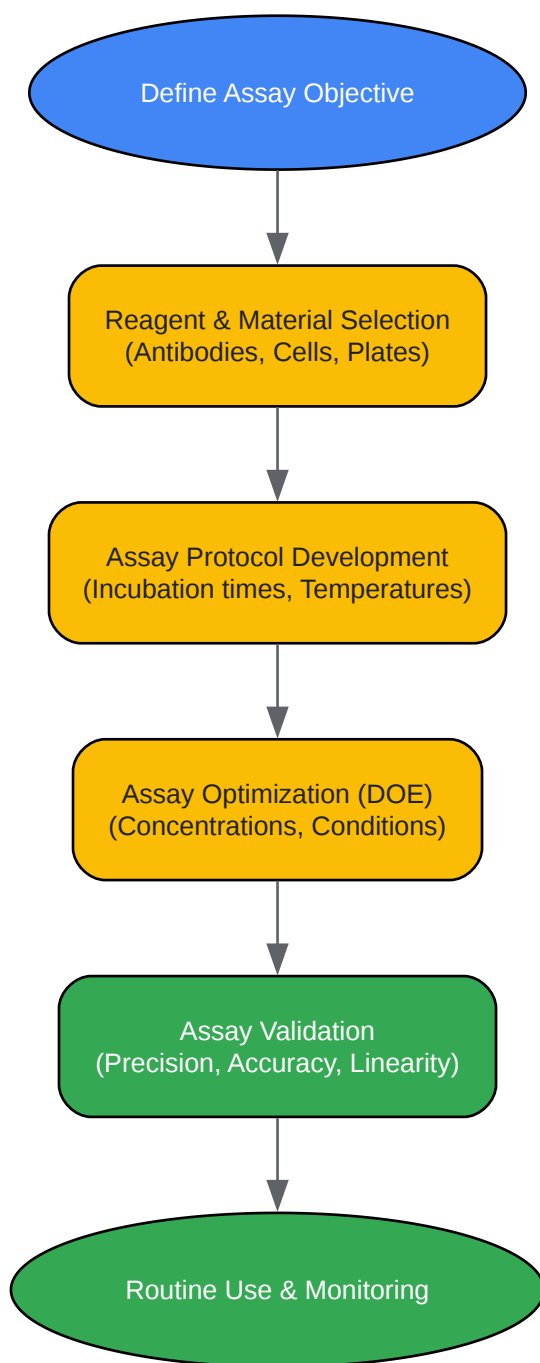 Define Assay Objective
Reagent & Material Selection
(Antibodies, Cells, Plates)
Assay Protocol Development
(Incubation times, Temperatures)
Assay Optimization (DOE)
(Concentrations, Conditions)
Assay Validation
(Precision, Accuracy, Linearity)
Routine Use & Monitoring